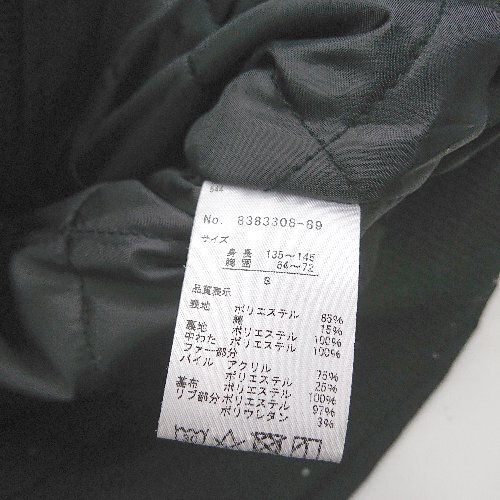 544
No. 8363308-69
サイズ
身長 135~145
胸囲 64~72
S
品質表示
表地 ポリエステル 85%
綿 15%
裏地 ポリエステル 100%
中わた ポリエステル 100%
ファー部分
パイル アクリル 75%
ポリエステル 25%
基布 ポリエステル 100%
リブ部分 ポリエステル 97%
ポリウレタン 3%